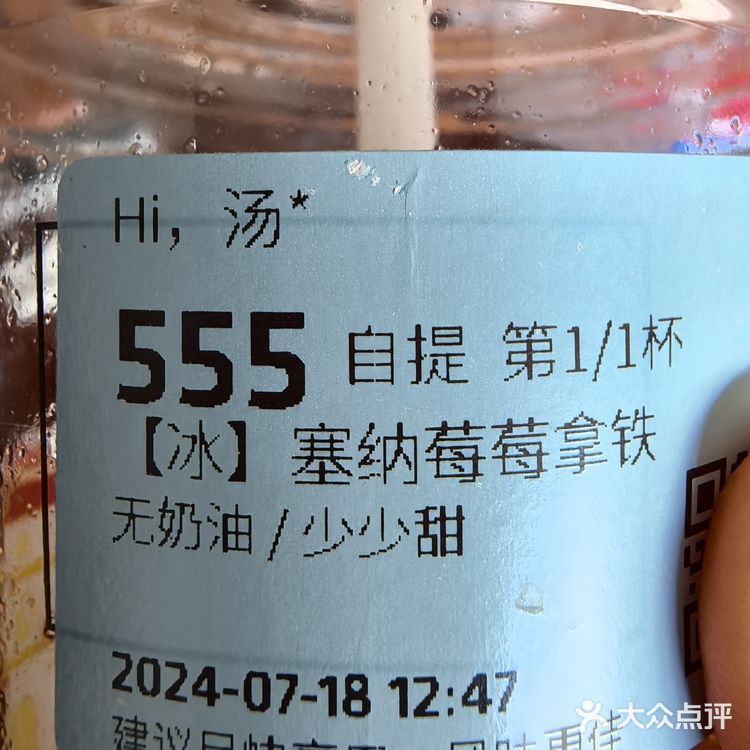 Hi，汤*
555 自提 第1/1杯
【冰】塞纳莓莓拿铁
无奶油 / 少少甜
2024-07-18 12:47
大众点评